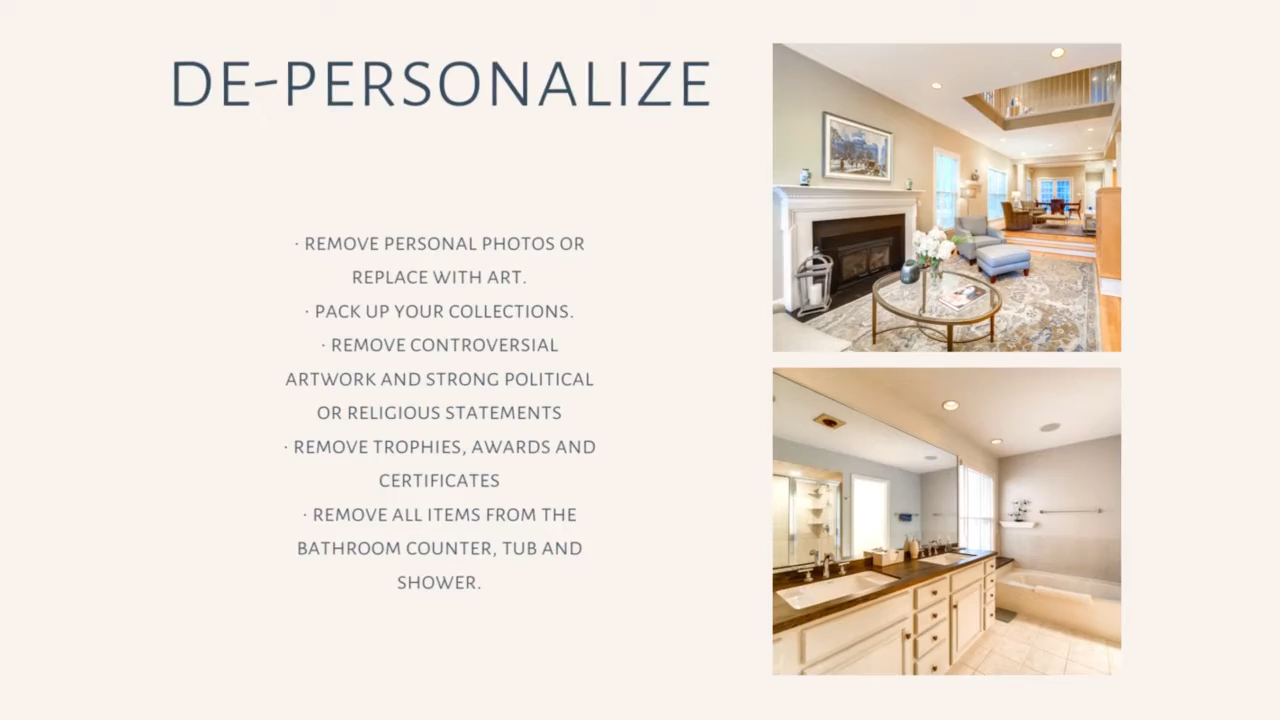 DE-PERSONALIZE
· REMOVE PERSONAL PHOTOS OR
REPLACE WITH ART.
· PACK UP YOUR COLLECTIONS.
· REMOVE CONTROVERSIAL
ARTWORK AND STRONG POLITICAL
OR RELIGIOUS STATEMENTS
· REMOVE TROPHIES, AWARDS AND
CERTIFICATES
· REMOVE ALL ITEMS FROM THE
BATHROOM COUNTER, TUB AND
SHOWER.